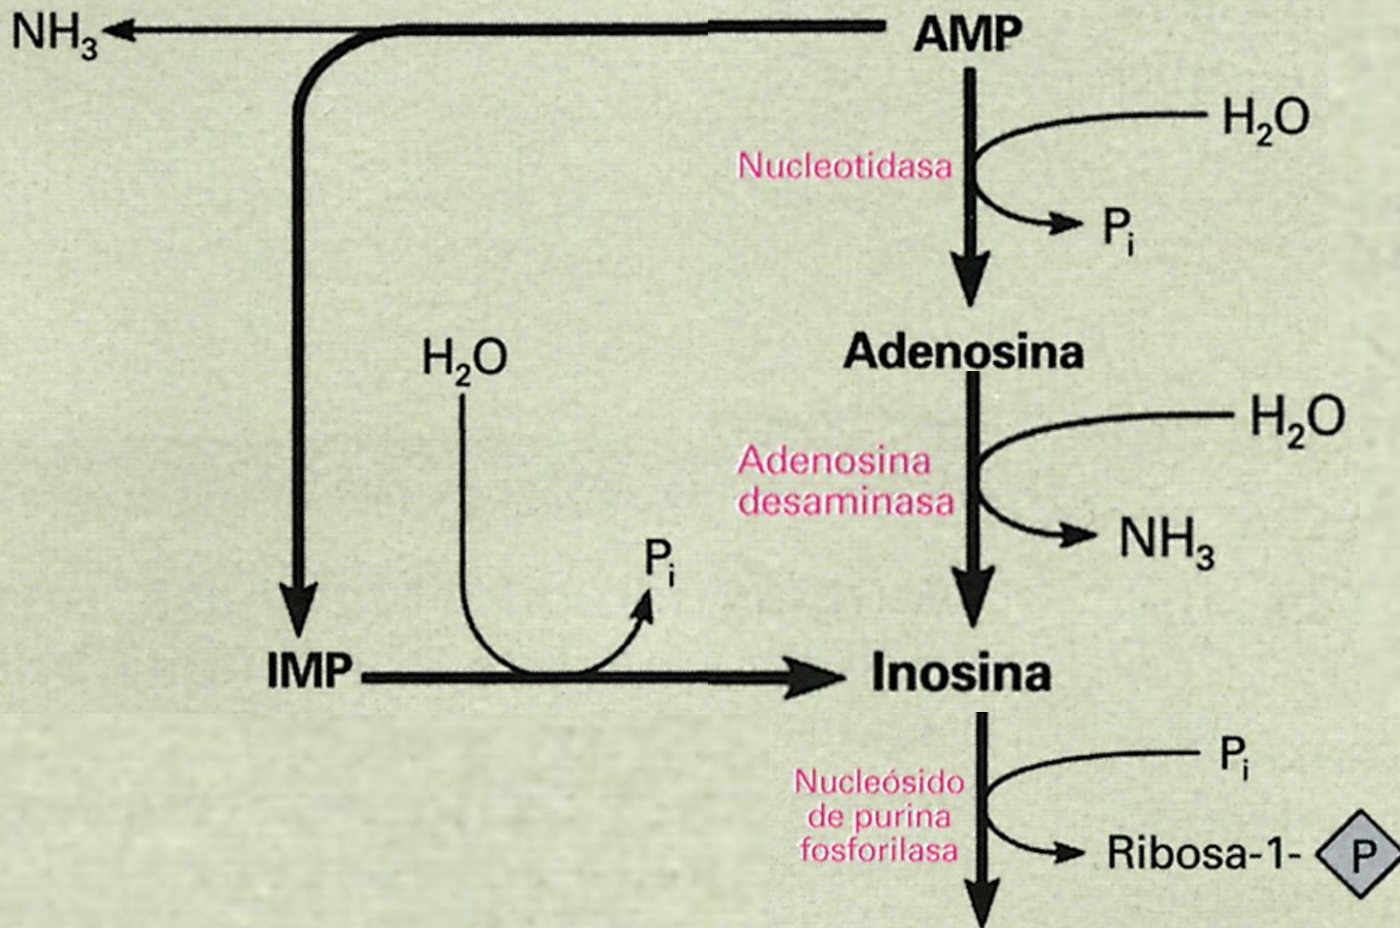 NH₃
AMP
H₂O
Nucleotidasa
Pᵢ
Adenosina
H₂O
H₂O
Adenosina
desaminasa
NH₃
Pᵢ
IMP
Inosina
Pᵢ
Nucleósido
de purina
fosforilasa
Ribosa-1- P